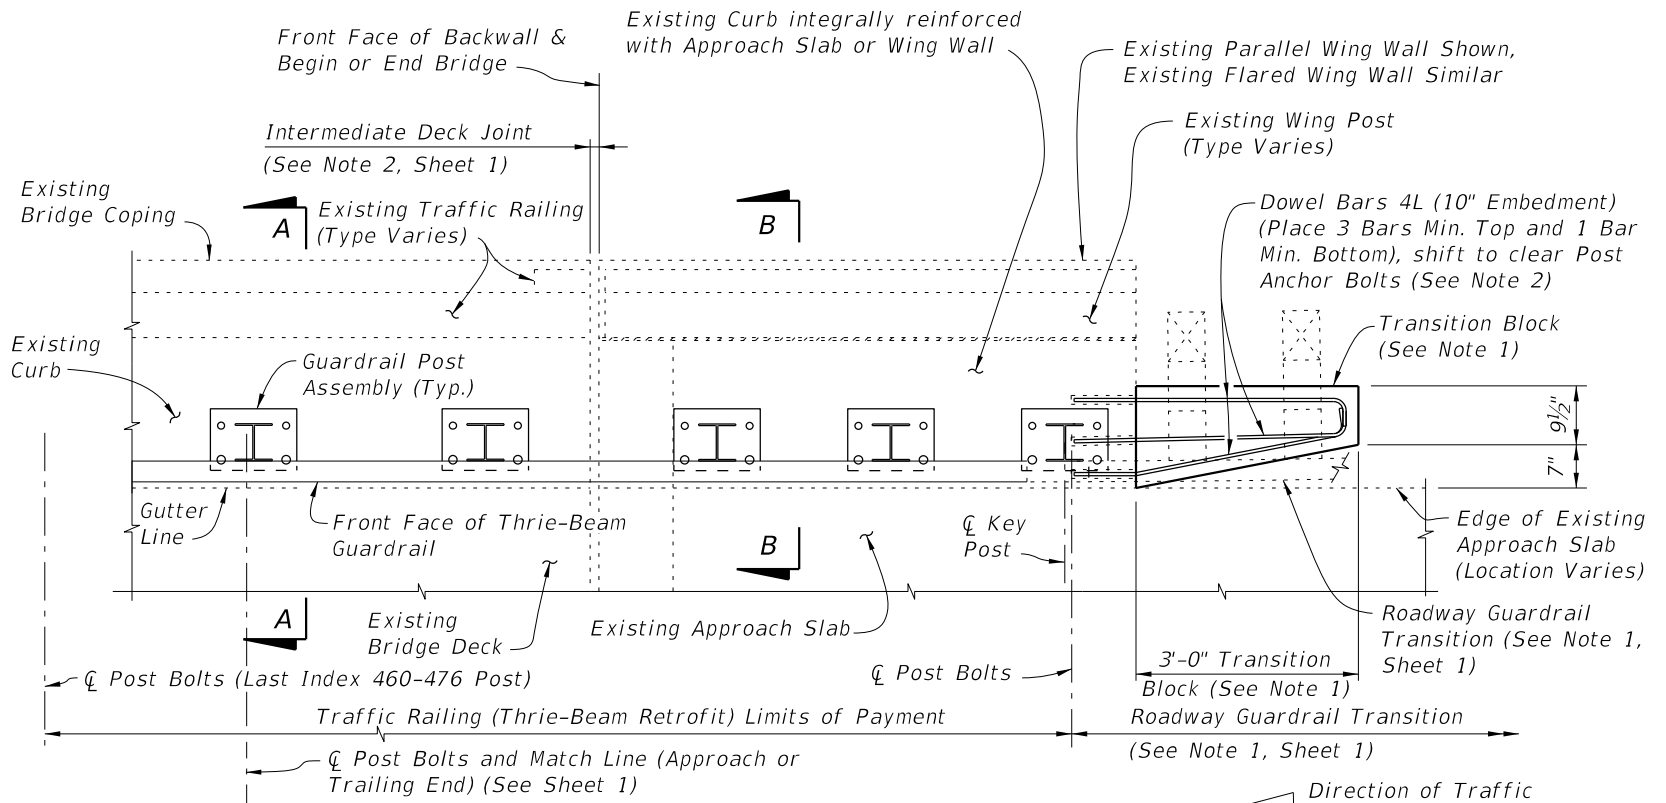 Existing Curb integrally reinforced
with Approach Slab or Wing Wall
Front Face of Backwall &
Begin or End Bridge
Existing Parallel Wing Wall Shown,
Existing Flared Wing Wall Similar
Intermediate Deck Joint
(See Note 2, Sheet 1)
Existing Wing Post
(Type Varies)
Existing
Bridge Coping
A
Existing Traffic Railing
(Type Varies)
B
Dowel Bars 4L (10" Embedment)
(Place 3 Bars Min. Top and 1 Bar
Min. Bottom), shift to clear Post
Anchor Bolts (See Note 2)
Existing
Curb
Guardrail Post
Assembly (Typ.)
Transition Block
(See Note 1)
9½"
7"
Gutter
Line
Front Face of Thrie-Beam
Guardrail
B
℄ Key
Post
Edge of Existing
Approach Slab
(Location Varies)
A
Existing
Bridge Deck
Existing Approach Slab
Roadway Guardrail
Transition (See Note 1,
Sheet 1)
℄ Post Bolts (Last Index 460-476 Post)
℄ Post Bolts
3'-0" Transition
Block (See Note 1)
Traffic Railing (Thrie-Beam Retrofit) Limits of Payment
Roadway Guardrail Transition
(See Note 1, Sheet 1)
℄ Post Bolts and Match Line (Approach or
Trailing End) (See Sheet 1)
Direction of Traffic